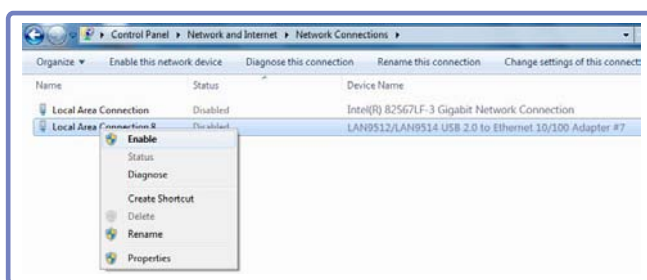 Control Panel ▸ Network and Internet ▸ Network Connections ▸
Organize ▾ Enable this network device Diagnose this connection Rename this connection Change settings of this connect
Name Status Device Name
Local Area Connection Disabled Intel(R) 82567LF-3 Gigabit Network Connection
Local Area Connection 8 Disabled LAN9512/LAN9514 USB 2.0 to Ethernet 10/100 Adapter #7
Enable
Status
Diagnose
Create Shortcut
Delete
Rename
Properties